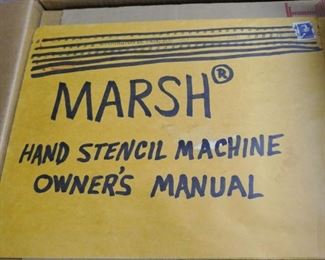 MARSH®
HAND STENCIL MACHINE
OWNER'S MANUAL